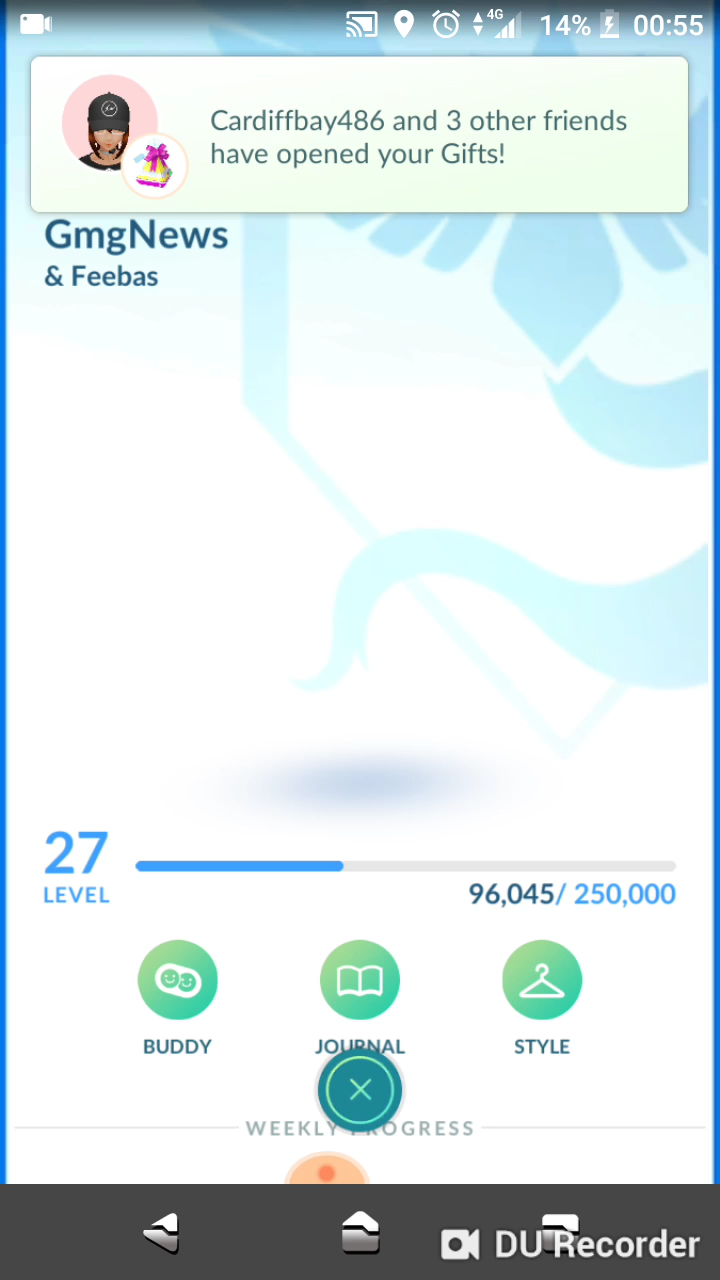 4G 14% 00:55
Cardiffbay486 and 3 other friends
have opened your Gifts!
GmgNews
& Feebas
27
LEVEL
96,045/ 250,000
BUDDY JOURNAL STYLE
WEEKLY PROGRESS
DU Recorder